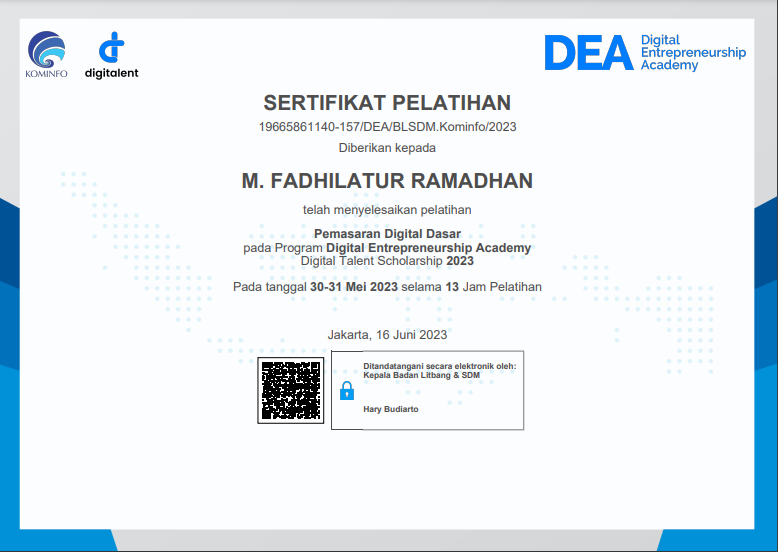 KOMINFO
digitalent
DEA Digital
Entrepreneurship
Academy
SERTIFIKAT PELATIHAN
19665861140-157/DEA/BLSDM.Kominfo/2023
Diberikan kepada
M. FADHILATUR RAMADHAN
telah menyelesaikan pelatihan
Pemasaran Digital Dasar
pada Program Digital Entrepreneurship Academy
Digital Talent Scholarship 2023
Pada tanggal 30-31 Mei 2023 selama 13 Jam Pelatihan
Jakarta, 16 Juni 2023
Ditandatangani secara elektronik oleh:
Kepala Badan Litbang & SDM
Hary Budiarto